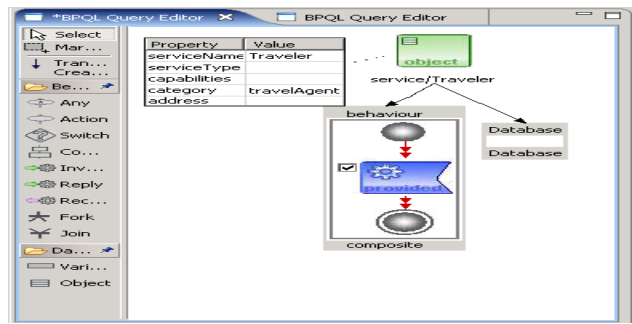 *BPQL Query Editor
BPQL Query Editor
Select
Mar...
Tran...
Crea...
Be...
Any
Action
Switch
Co...
Inv...
Reply
Rec...
Fork
Join
Da...
Vari...
Object
Property Value
serviceName Traveler
serviceType
capabilities
category travelAgent
address
object
service/Traveler
behaviour
provided
composite
Database
Database